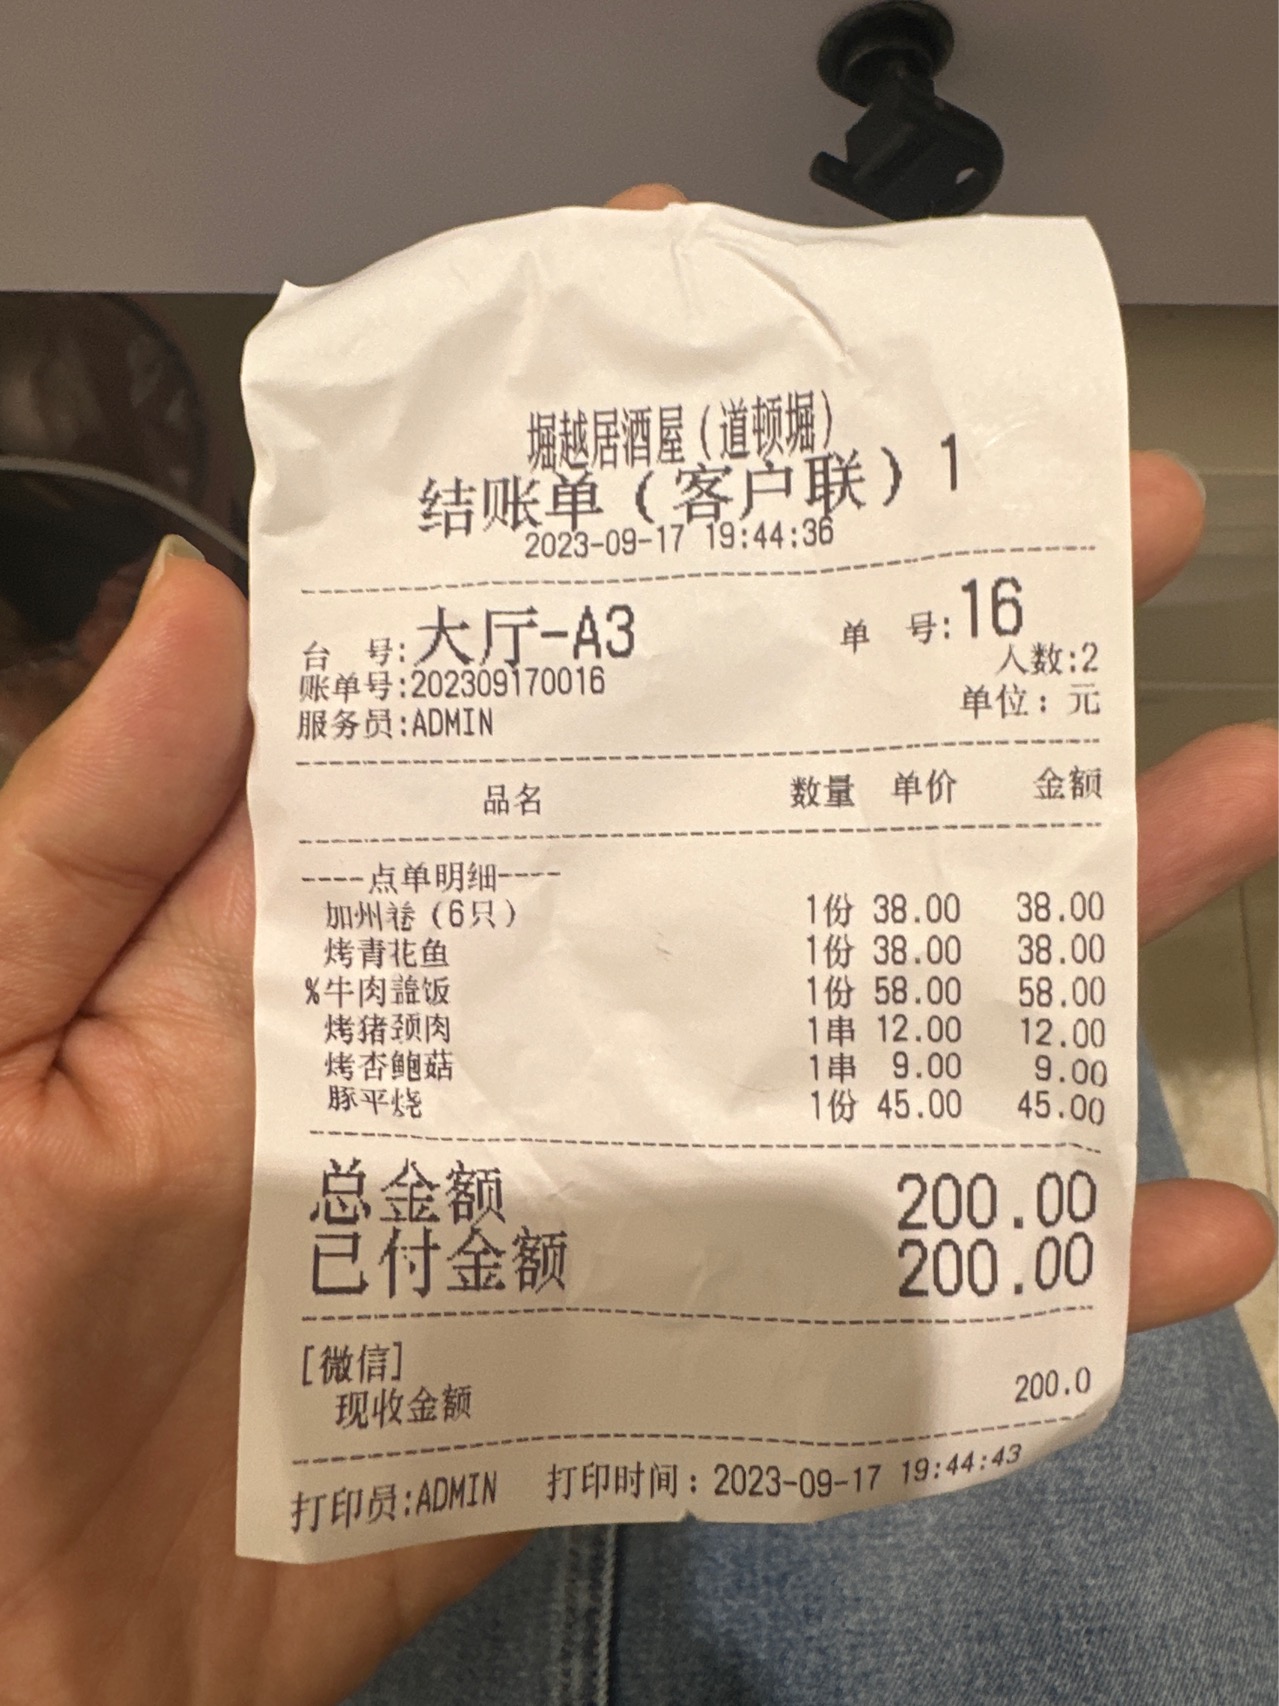 堀越居酒屋(道顿堀)
结账单(客户联)1
2023-09-17 19:44:36
台 号:大厅-A3 单 号:16
人数:2
账单号:202309170016
单位:元
服务员:ADMIN
品名 数量 单价 金额
----点单明细----
加州卷(6只) 1份 38.00 38.00
烤青花鱼 1份 38.00 38.00
%牛肉盖饭 1份 58.00 58.00
烤猪颈肉 1串 12.00 12.00
烤杏鲍菇 1串 9.00 9.00
豚平烧 1份 45.00 45.00
总金额 200.00
已付金额 200.00
[微信]
现收金额 200.0
打印员:ADMIN 打印时间:2023-09-17 19:44:43